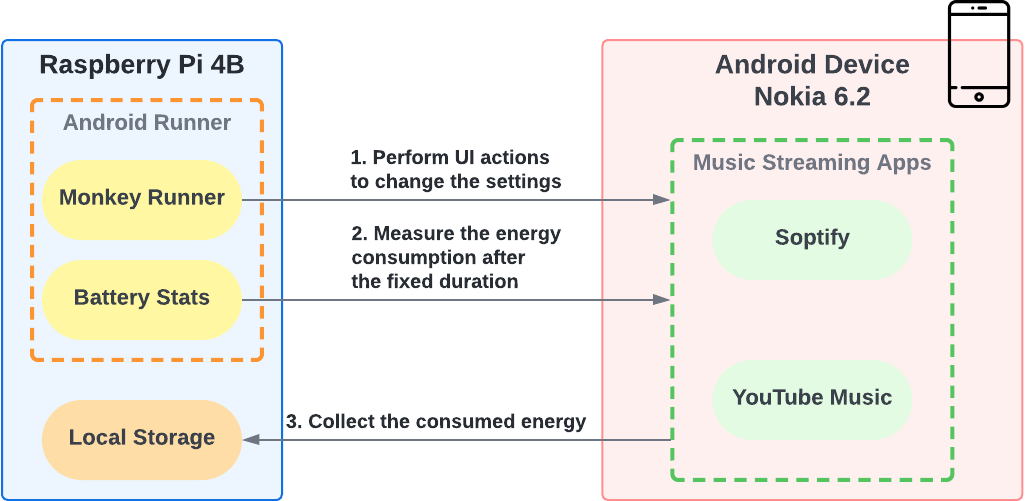 Raspberry Pi 4B
Android Runner
Monkey Runner
Battery Stats
Local Storage
1. Perform UI actions
to change the settings
2. Measure the energy
consumption after
the fixed duration
3. Collect the consumed energy
Android Device
Nokia 6.2
Music Streaming Apps
Soptify
YouTube Music